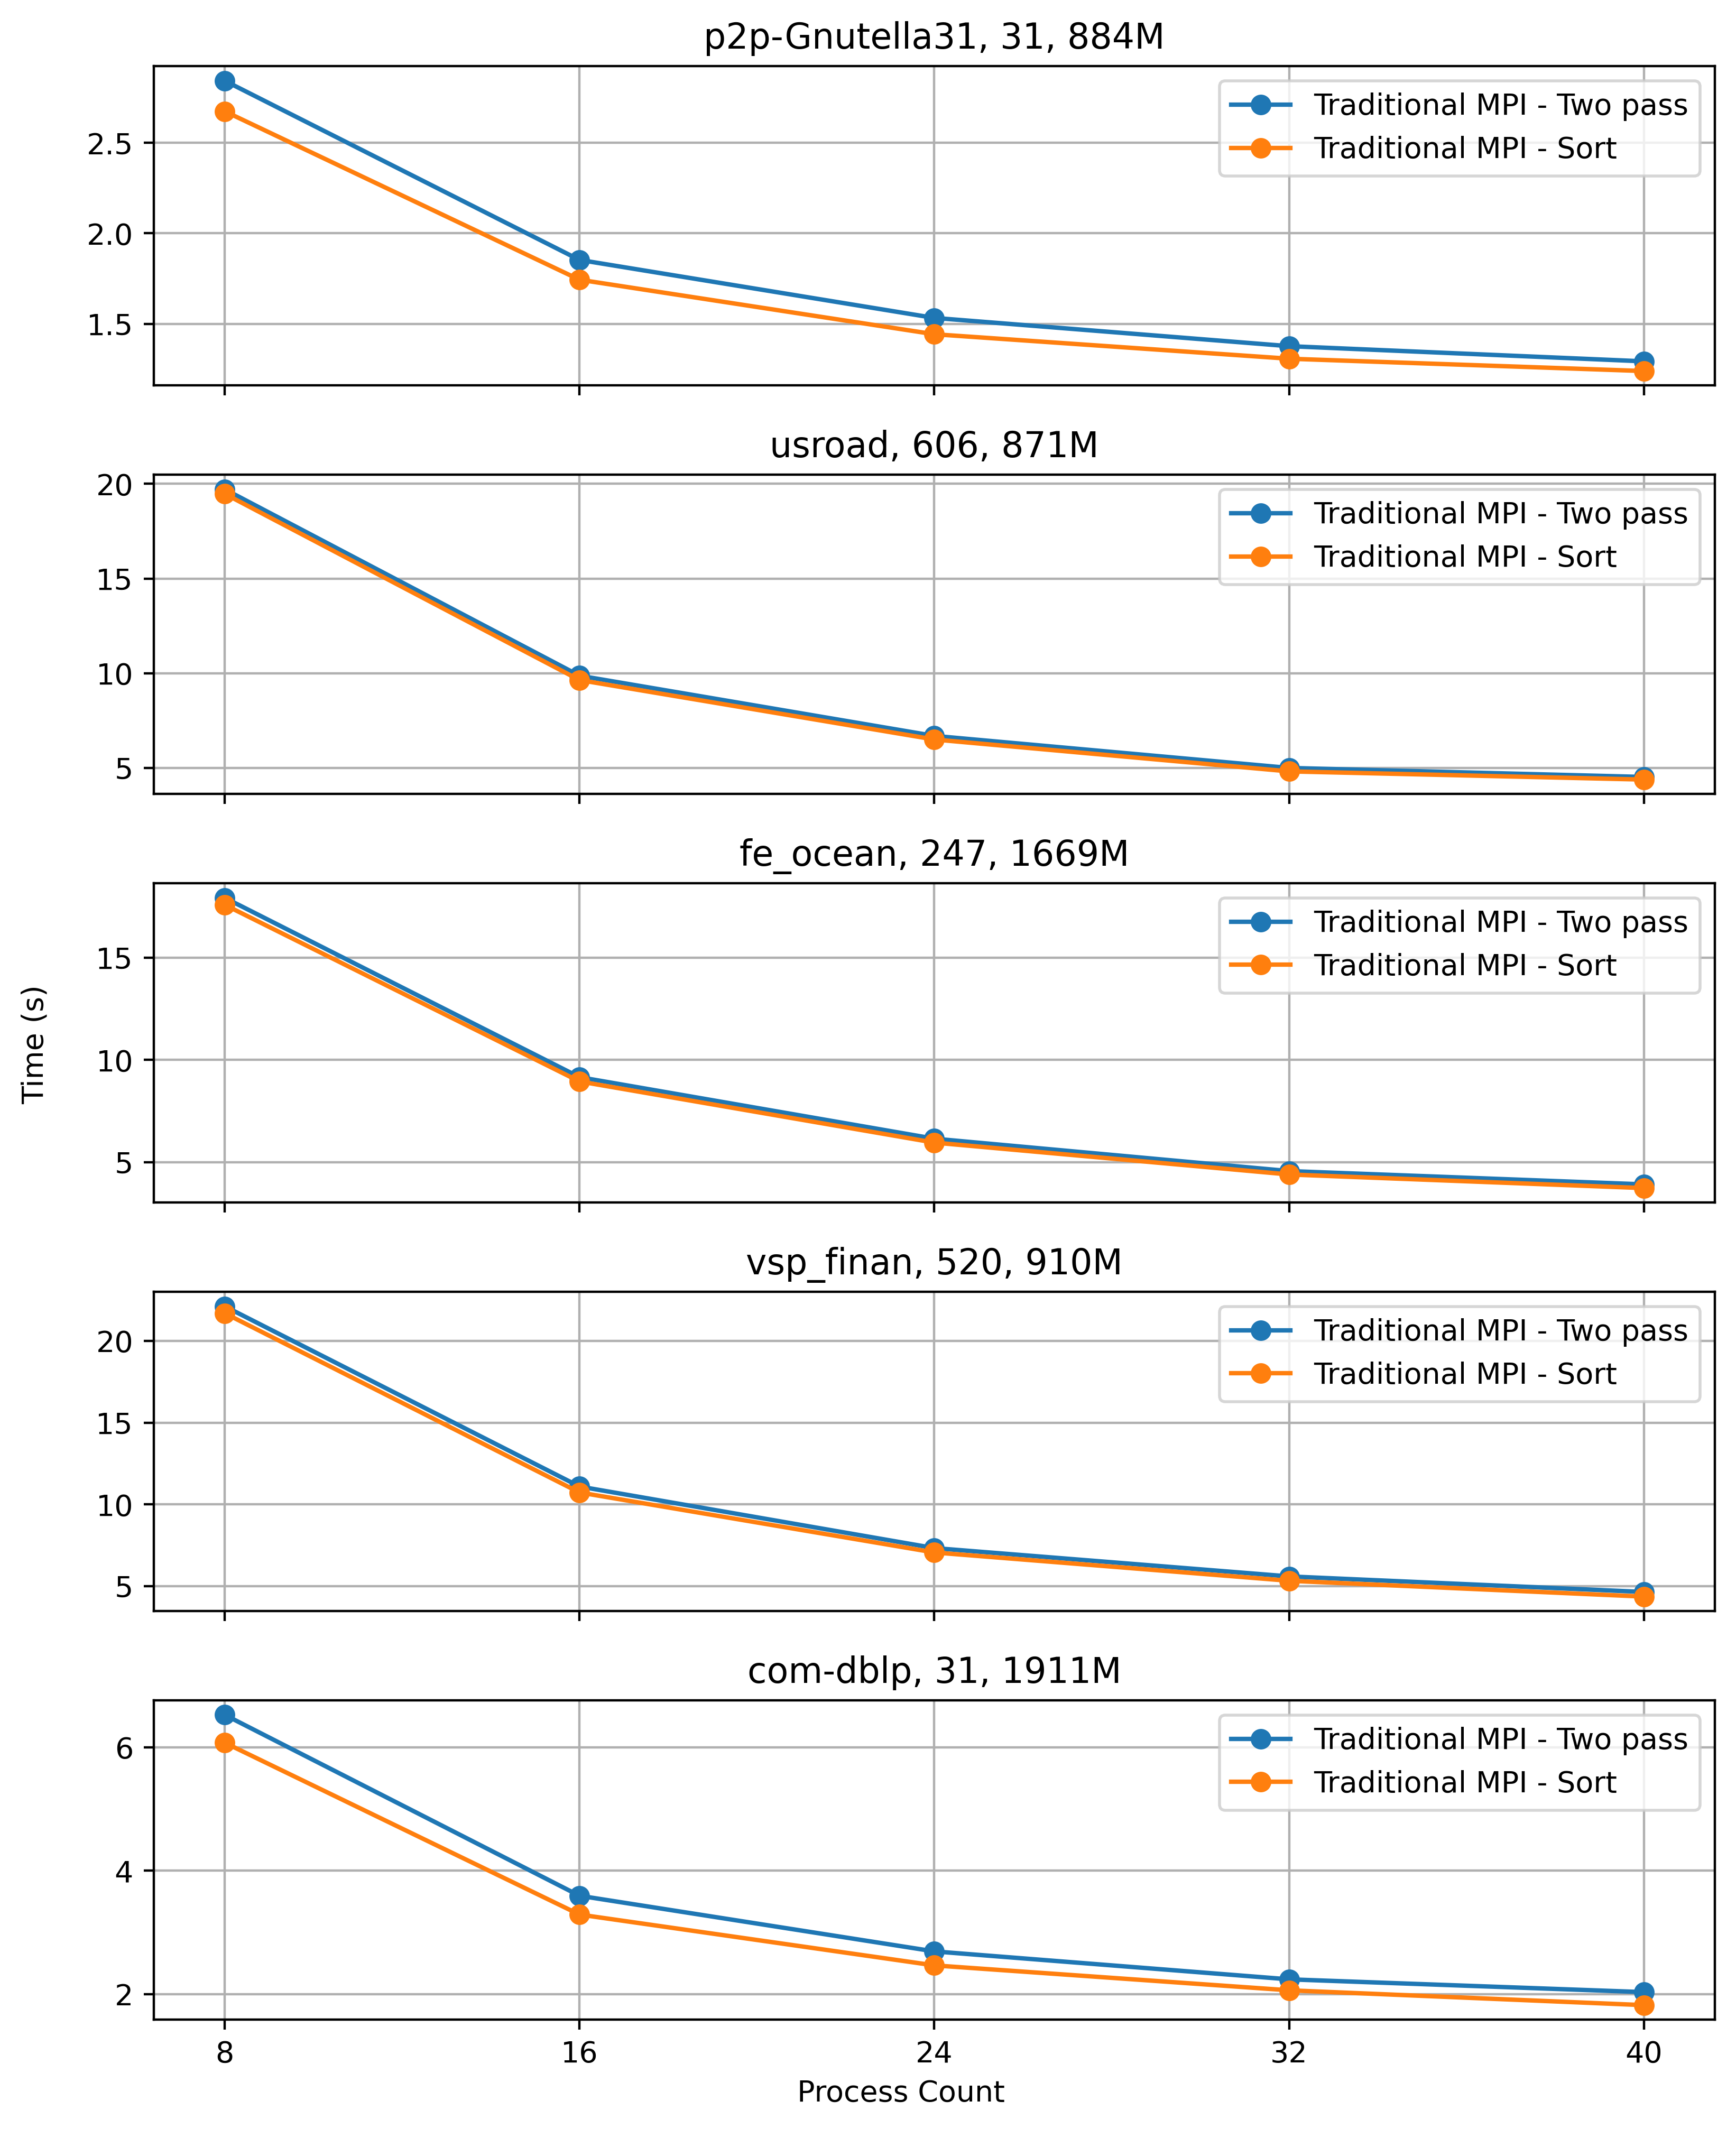 p2p-Gnutella31, 31, 884M
2.5
2.0
1.5
Traditional MPI - Two pass
Traditional MPI - Sort
usroad, 606, 871M
20
15
10
5
Traditional MPI - Two pass
Traditional MPI - Sort
fe_ocean, 247, 1669M
15
10
5
Traditional MPI - Two pass
Traditional MPI - Sort
Time (s)
vsp_finan, 520, 910M
20
15
10
5
Traditional MPI - Two pass
Traditional MPI - Sort
com-dblp, 31, 1911M
6
4
2
Traditional MPI - Two pass
Traditional MPI - Sort
8 16 24 32 40
Process Count